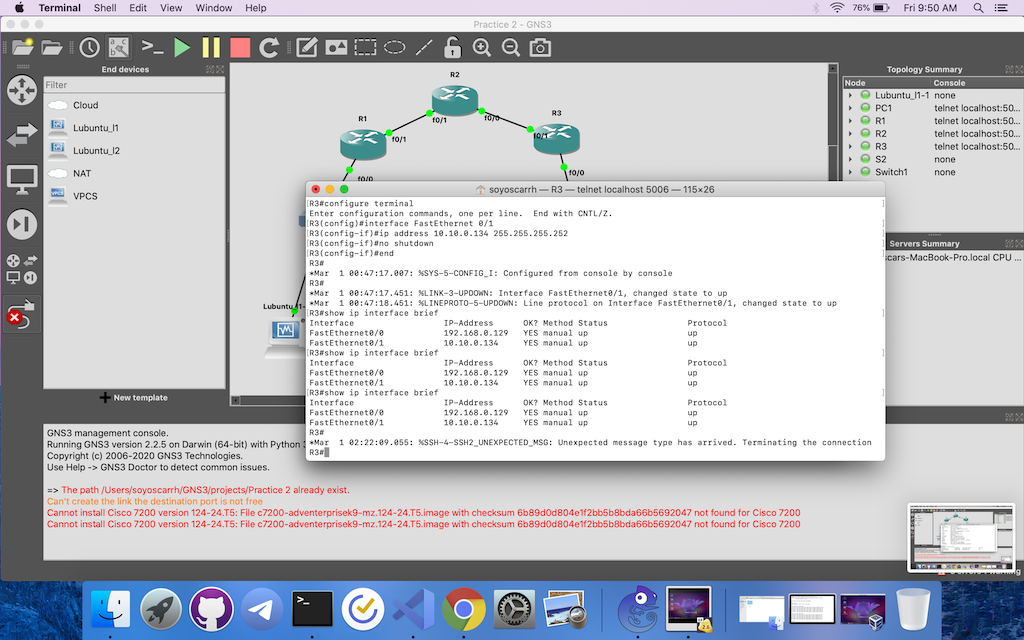 Terminal Shell Edit View Window Help 76% Fri 9:50 AM
Practice 2 - GNS3
End devices
Filter
Cloud
Lubuntu_l1
Lubuntu_l2
NAT
VPCS
New template
R2
R1
R3
f0/1
f0/0
f0/1
f0/1
f0/0
f0/0
Lubuntu_l1-
Topology Summary
Node Console
Lubuntu_l1-1 none
PC1 telnet localhost:50...
R1 telnet localhost:50...
R2 telnet localhost:50...
R3 telnet localhost:50...
S2 none
Switch1 none
Servers Summary
scars-MacBook-Pro.local CPU ...
soyoscarrh — R3 — telnet localhost 5006 — 115×26
R3#configure terminal
Enter configuration commands, one per line.  End with CNTL/Z.
R3(config)#interface FastEthernet 0/1
R3(config-if)#ip address 10.10.0.134 255.255.255.252
R3(config-if)#no shutdown
R3(config-if)#end
R3#
*Mar  1 00:47:17.007: %SYS-5-CONFIG_I: Configured from console by console
R3#
*Mar  1 00:47:17.451: %LINK-3-UPDOWN: Interface FastEthernet0/1, changed state to up
*Mar  1 00:47:18.451: %LINEPROTO-5-UPDOWN: Line protocol on Interface FastEthernet0/1, changed state to up
R3#show ip interface brief
Interface IP-Address OK? Method Status Protocol
FastEthernet0/0 192.168.0.129 YES manual up up
FastEthernet0/1 10.10.0.134 YES manual up up
R3#show ip interface brief
Interface IP-Address OK? Method Status Protocol
FastEthernet0/0 192.168.0.129 YES manual up up
FastEthernet0/1 10.10.0.134 YES manual up up
R3#show ip interface brief
Interface IP-Address OK? Method Status Protocol
FastEthernet0/0 192.168.0.129 YES manual up up
FastEthernet0/1 10.10.0.134 YES manual up up
R3#
*Mar  1 02:22:09.055: %SSH-4-SSH2_UNEXPECTED_MSG: Unexpected message type has arrived. Terminating the connection
R3#
GNS3 management console.
Running GNS3 version 2.2.5 on Darwin (64-bit) with Python 3
Copyright (c) 2006-2020 GNS3 Technologies.
Use Help -> GNS3 Doctor to detect common issues.
=> The path /Users/soyoscarrh/GNS3/projects/Practice 2 already exist.
Can't create the link the destination port is not free
Cannot install Cisco 7200 version 124-24.T5: File c7200-adventerprisek9-mz.124-24.T5.image with checksum 6b89d0d804e1f2bb5b8bda66b5692047 not found for Cisco 7200
Cannot install Cisco 7200 version 124-24.T5: File c7200-adventerprisek9-mz.124-24.T5.image with checksum 6b89d0d804e1f2bb5b8bda66b5692047 not found for Cisco 7200